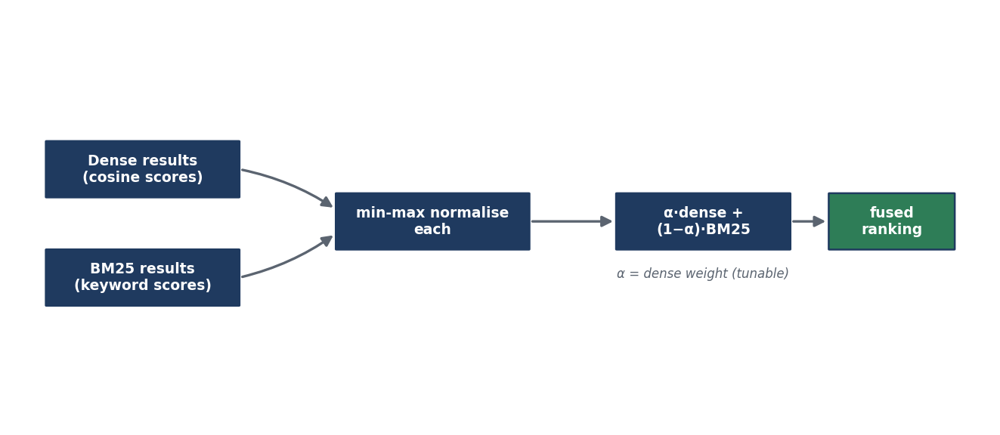 Dense results
(cosine scores)
BM25 results
(keyword scores)
min-max normalise
each
α·dense +
(1−α)·BM25
α = dense weight (tunable)
fused
ranking